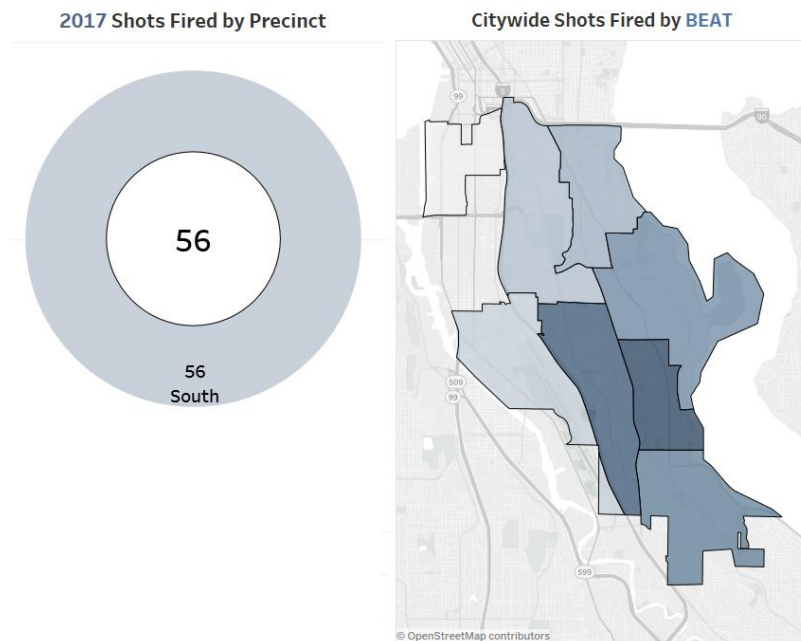 2017 Shots Fired by Precinct
56
56
South
Citywide Shots Fired by BEAT
99
5
90
509
99
599
© OpenStreetMap contributors